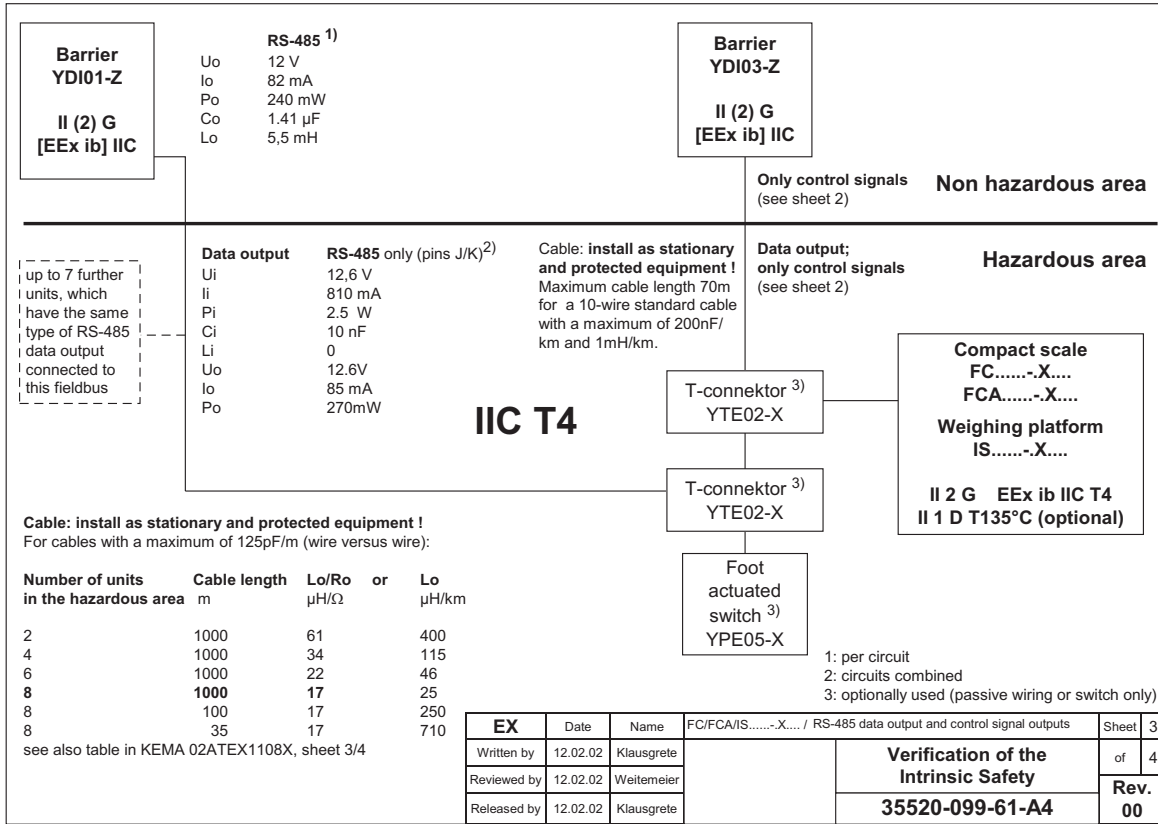 Barrier
YDI01-Z
II (2) G
[EEx ib] IIC
RS-485 1)
Uo 12 V
Io 82 mA
Po 240 mW
Co 1.41 µF
Lo 5,5 mH
Barrier
YDI03-Z
II (2) G
[EEx ib] IIC
Only control signals
(see sheet 2)
Non hazardous area
up to 7 further
units, which
have the same
type of RS-485
data output
connected to
this fieldbus
Data output RS-485 only (pins J/K)2)
Ui 12,6 V
Ii 810 mA
Pi 2.5 W
Ci 10 nF
Li 0
Uo 12.6V
Io 85 mA
Po 270mW
Cable: install as stationary
and protected equipment !
Maximum cable length 70m
for a 10-wire standard cable
with a maximum of 200nF/
km and 1mH/km.
Data output;
only control signals
(see sheet 2)
Hazardous area
IIC T4
T-connektor 3)
YTE02-X
Compact scale
FC......-.X....
FCA......-.X....
Weighing platform
IS......-.X....
II 2 G EEx ib IIC T4
II 1 D T135°C (optional)
T-connektor 3)
YTE02-X
Foot
actuated
switch 3)
YPE05-X
Cable: install as stationary and protected equipment !
For cables with a maximum of 125pF/m (wire versus wire):
Number of units Cable length Lo/Ro or Lo
in the hazardous area m µH/Ω µH/km
2 1000 61 400
4 1000 34 115
6 1000 22 46
8 1000 17 25
8 100 17 250
8 35 17 710
see also table in KEMA 02ATEX1108X, sheet 3/4
1: per circuit
2: circuits combined
3: optionally used (passive wiring or switch only)
EX Date Name FC/FCA/IS......-.X.... / RS-485 data output and control signal outputs Sheet 3
Written by 12.02.02 Klausgrete Verification of the of 4
Reviewed by 12.02.02 Weitemeier Intrinsic Safety Rev.
Released by 12.02.02 Klausgrete 35520-099-61-A4 00